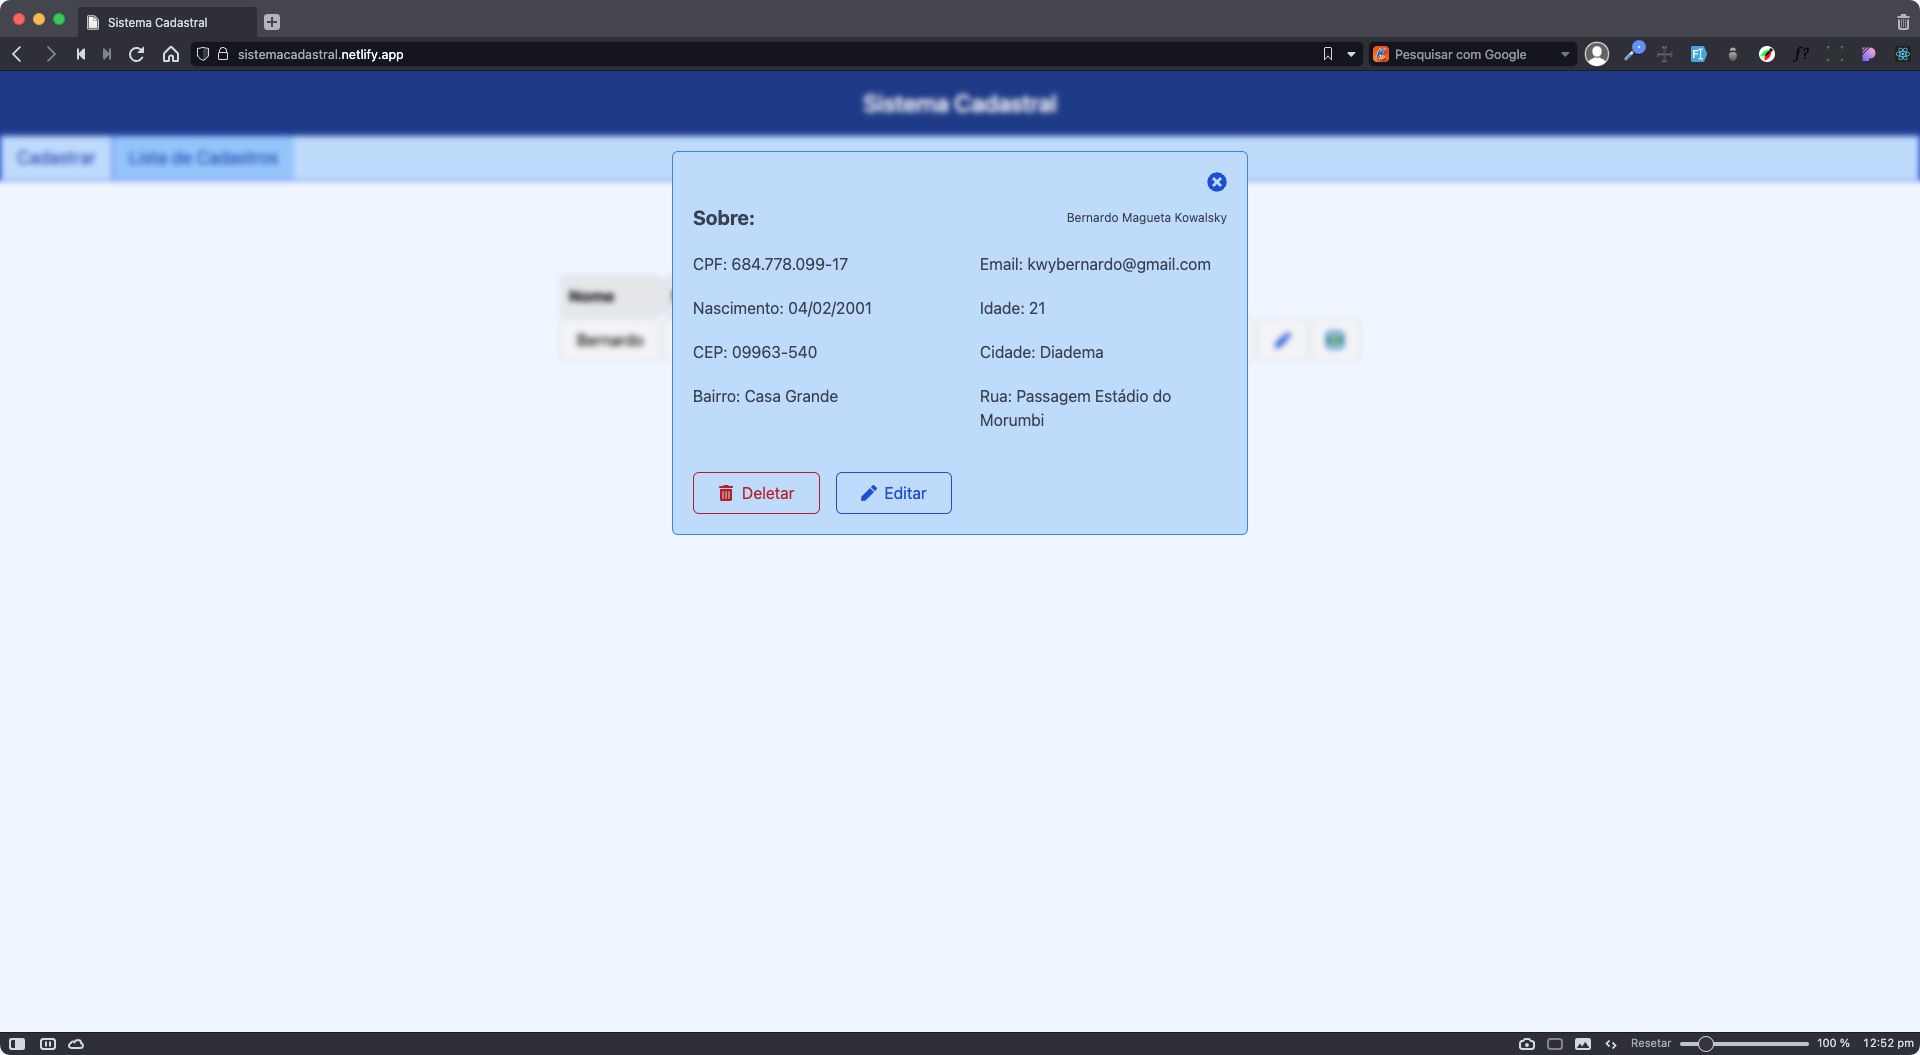 Sistema Cadastral
sistemacadastral.netlify.app
Pesquisar com Google
Sistema Cadastral
Cadastrar
Lista de Cadastros
Sobre:
Bernardo Magueta Kowalsky
CPF: 684.778.099-17
Email: kwybernardo@gmail.com
Nome
Nascimento: 04/02/2001
Idade: 21
Bernardo
CEP: 09963-540
Cidade: Diadema
Bairro: Casa Grande
Rua: Passagem Estádio do
Morumbi
Deletar
Editar
Resetar
100 %
12:52 pm